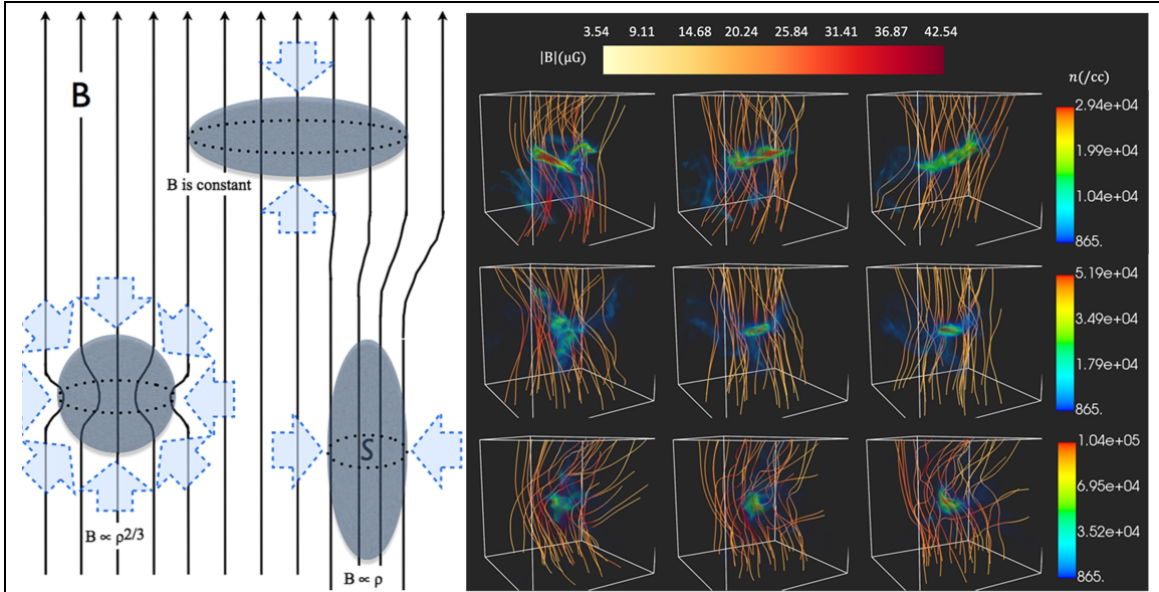 B
B is constant
B ∝ ρ^2/3
S
B ∝ ρ
3.54 9.11 14.68 20.24 25.84 31.41 36.87 42.54
|B|(μG)
n(/cc)
2.94e+04
1.99e+04
1.04e+04
865.
5.19e+04
3.49e+04
1.79e+04
865.
1.04e+05
6.95e+04
3.52e+04
865.